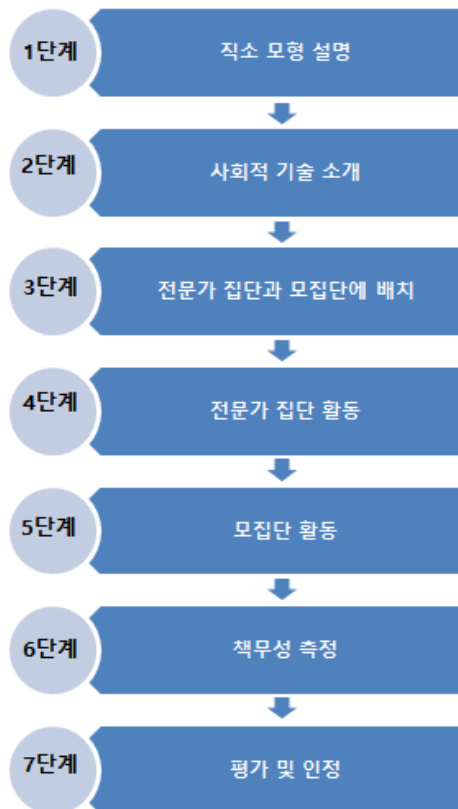 1단계
직소 모형 설명
2단계
사회적 기술 소개
3단계
전문가 집단과 모집단에 배치
4단계
전문가 집단 활동
5단계
모집단 활동
6단계
책무성 측정
7단계
평가 및 인정